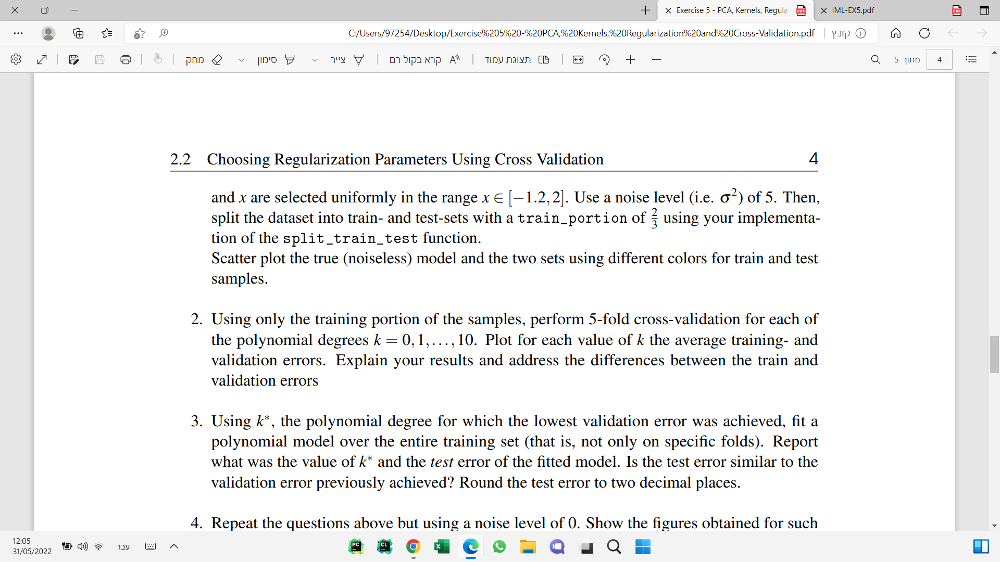 Exercise 5 - PCA, Kernels, Regula
IML-EX5.pdf
C:/Users/97254/Desktop/Exercise%205%20-%20PCA,%20Kernels,%20Regularization%20and%20Cross-Validation.pdf
קובץ
מחק
סימון
צייר
קרא בקול רם
תצוגת עמוד
מתוך 5
4
2.2 Choosing Regularization Parameters Using Cross Validation 4
and x are selected uniformly in the range x ∈ [−1.2,2]. Use a noise level (i.e. σ²) of 5. Then,
split the dataset into train- and test-sets with a train_portion of 2/3 using your implementa-
tion of the split_train_test function.
Scatter plot the true (noiseless) model and the two sets using different colors for train and test
samples.
2. Using only the training portion of the samples, perform 5-fold cross-validation for each of
the polynomial degrees k = 0,1,...,10. Plot for each value of k the average training- and
validation errors. Explain your results and address the differences between the train and
validation errors
3. Using k*, the polynomial degree for which the lowest validation error was achieved, fit a
polynomial model over the entire training set (that is, not only on specific folds). Report
what was the value of k* and the test error of the fitted model. Is the test error similar to the
validation error previously achieved? Round the test error to two decimal places.
4. Repeat the questions above but using a noise level of 0. Show the figures obtained for such
12:05
31/05/2022
עבר
PC
CL